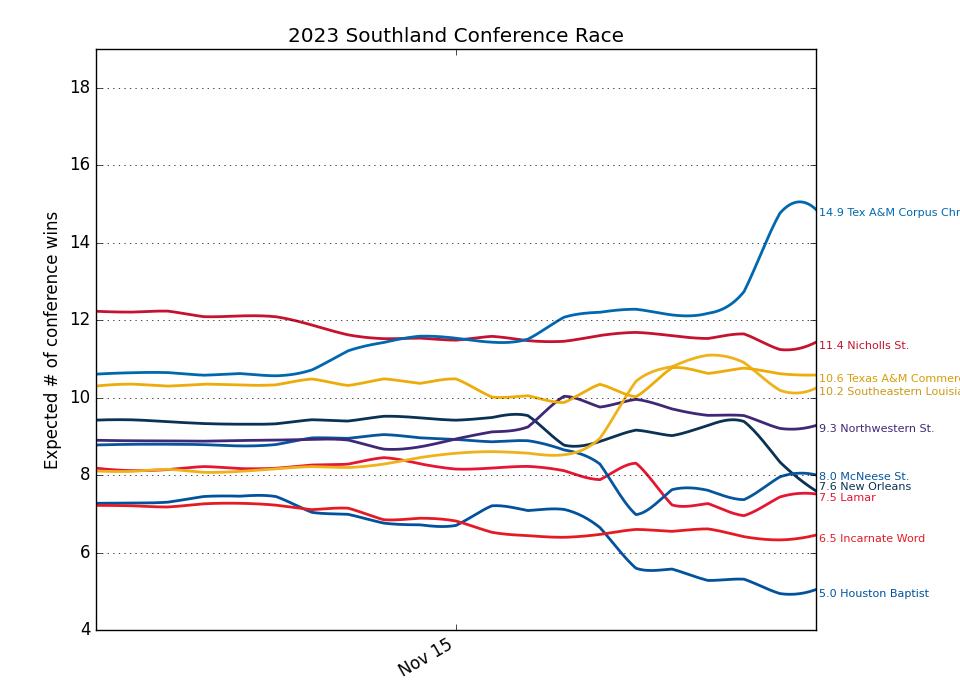 2023 Southland Conference Race
Expected # of conference wins
18
16
14
12
10
8
6
4
Nov 15
14.9 Tex A&M Corpus Chr
11.4 Nicholls St.
10.6 Texas A&M Commerc
10.2 Southeastern Louisia
9.3 Northwestern St.
8.0 McNeese St.
7.6 New Orleans
7.5 Lamar
6.5 Incarnate Word
5.0 Houston Baptist